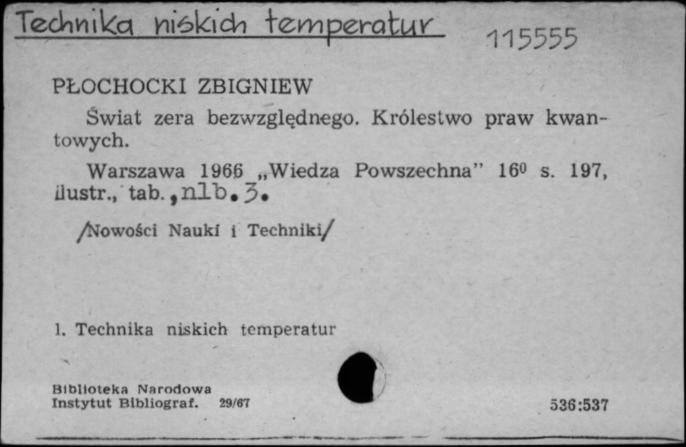 Technika niskich temperatur
115555
PŁOCHOCKI ZBIGNIEW
Świat zera bezwzględnego. Królestwo praw kwan-
towych.
Warszawa 1966 „Wiedza Powszechna” 16⁰ s. 197,
ilustr., tab., nlb. 3.
/Nowości Nauki i Techniki/
1. Technika niskich temperatur
Biblioteka Narodowa
Instytut Bibliograf. 29/67
536:537